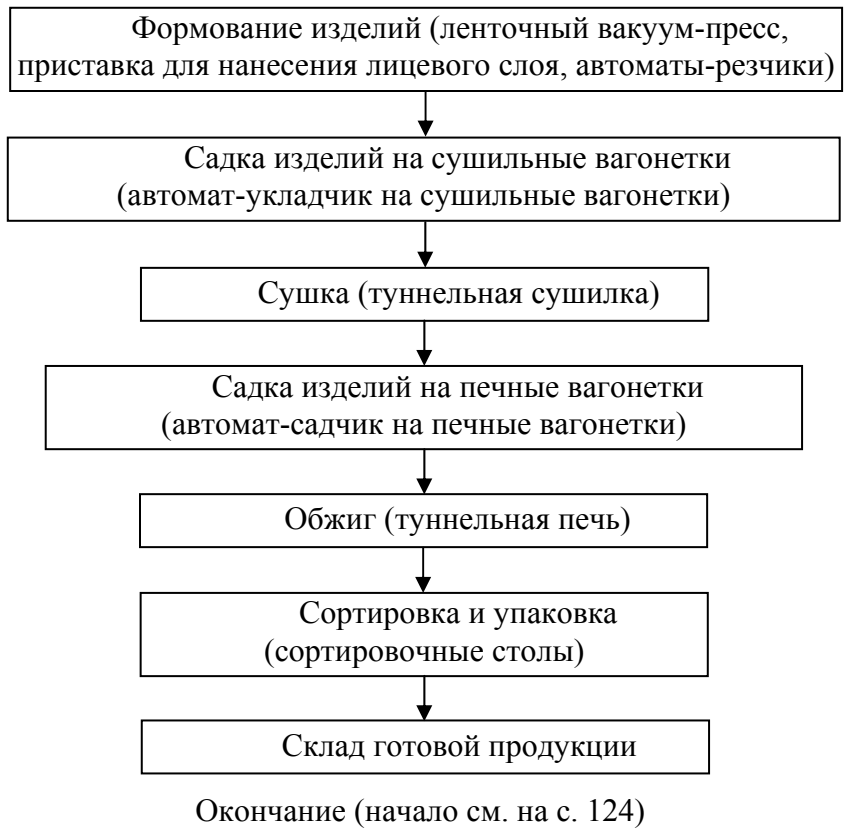 Формование изделий (ленточный вакуум-пресс,
приставка для нанесения лицевого слоя, автоматы-резчики)
Садка изделий на сушильные вагонетки
(автомат-укладчик на сушильные вагонетки)
Сушка (туннельная сушилка)
Садка изделий на печные вагонетки
(автомат-садчик на печные вагонетки)
Обжиг (туннельная печь)
Сортировка и упаковка
(сортировочные столы)
Склад готовой продукции
Окончание (начало см. на с. 124)